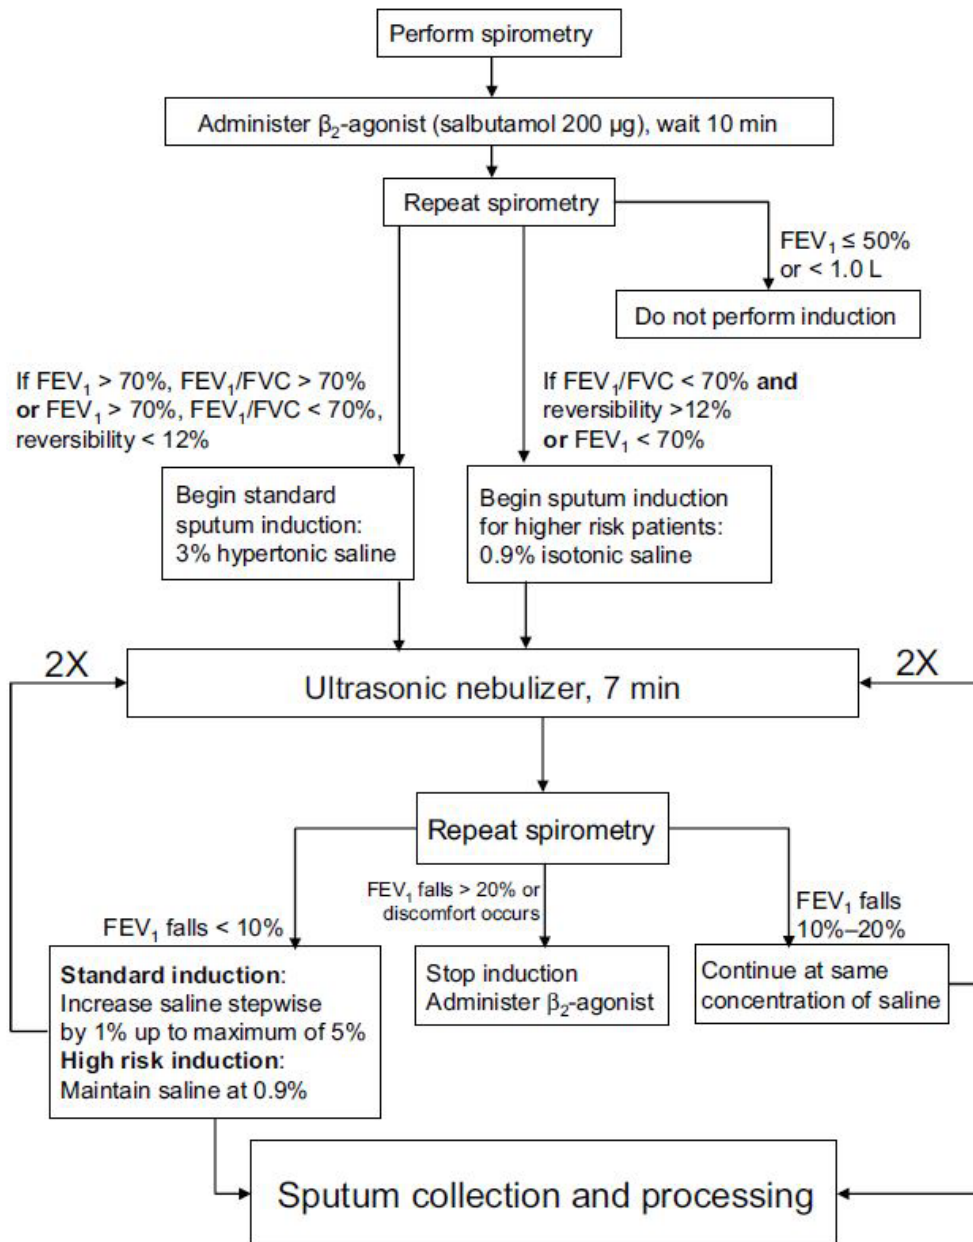 Perform spirometry
Administer β₂-agonist (salbutamol 200 µg), wait 10 min
Repeat spirometry
FEV₁ ≤ 50%
or < 1.0 L
Do not perform induction
If FEV₁ > 70%, FEV₁/FVC > 70%
or FEV₁ > 70%, FEV₁/FVC < 70%,
reversibility < 12%
If FEV₁/FVC < 70% and
reversibility >12%
or FEV₁ < 70%
Begin standard
sputum induction:
3% hypertonic saline
Begin sputum induction
for higher risk patients:
0.9% isotonic saline
2X
2X
Ultrasonic nebulizer, 7 min
Repeat spirometry
FEV₁ falls < 10%
FEV₁ falls > 20% or
discomfort occurs
FEV₁ falls
10%–20%
Standard induction:
Increase saline stepwise
by 1% up to maximum of 5%
High risk induction:
Maintain saline at 0.9%
Stop induction
Administer β₂-agonist
Continue at same
concentration of saline
Sputum collection and processing